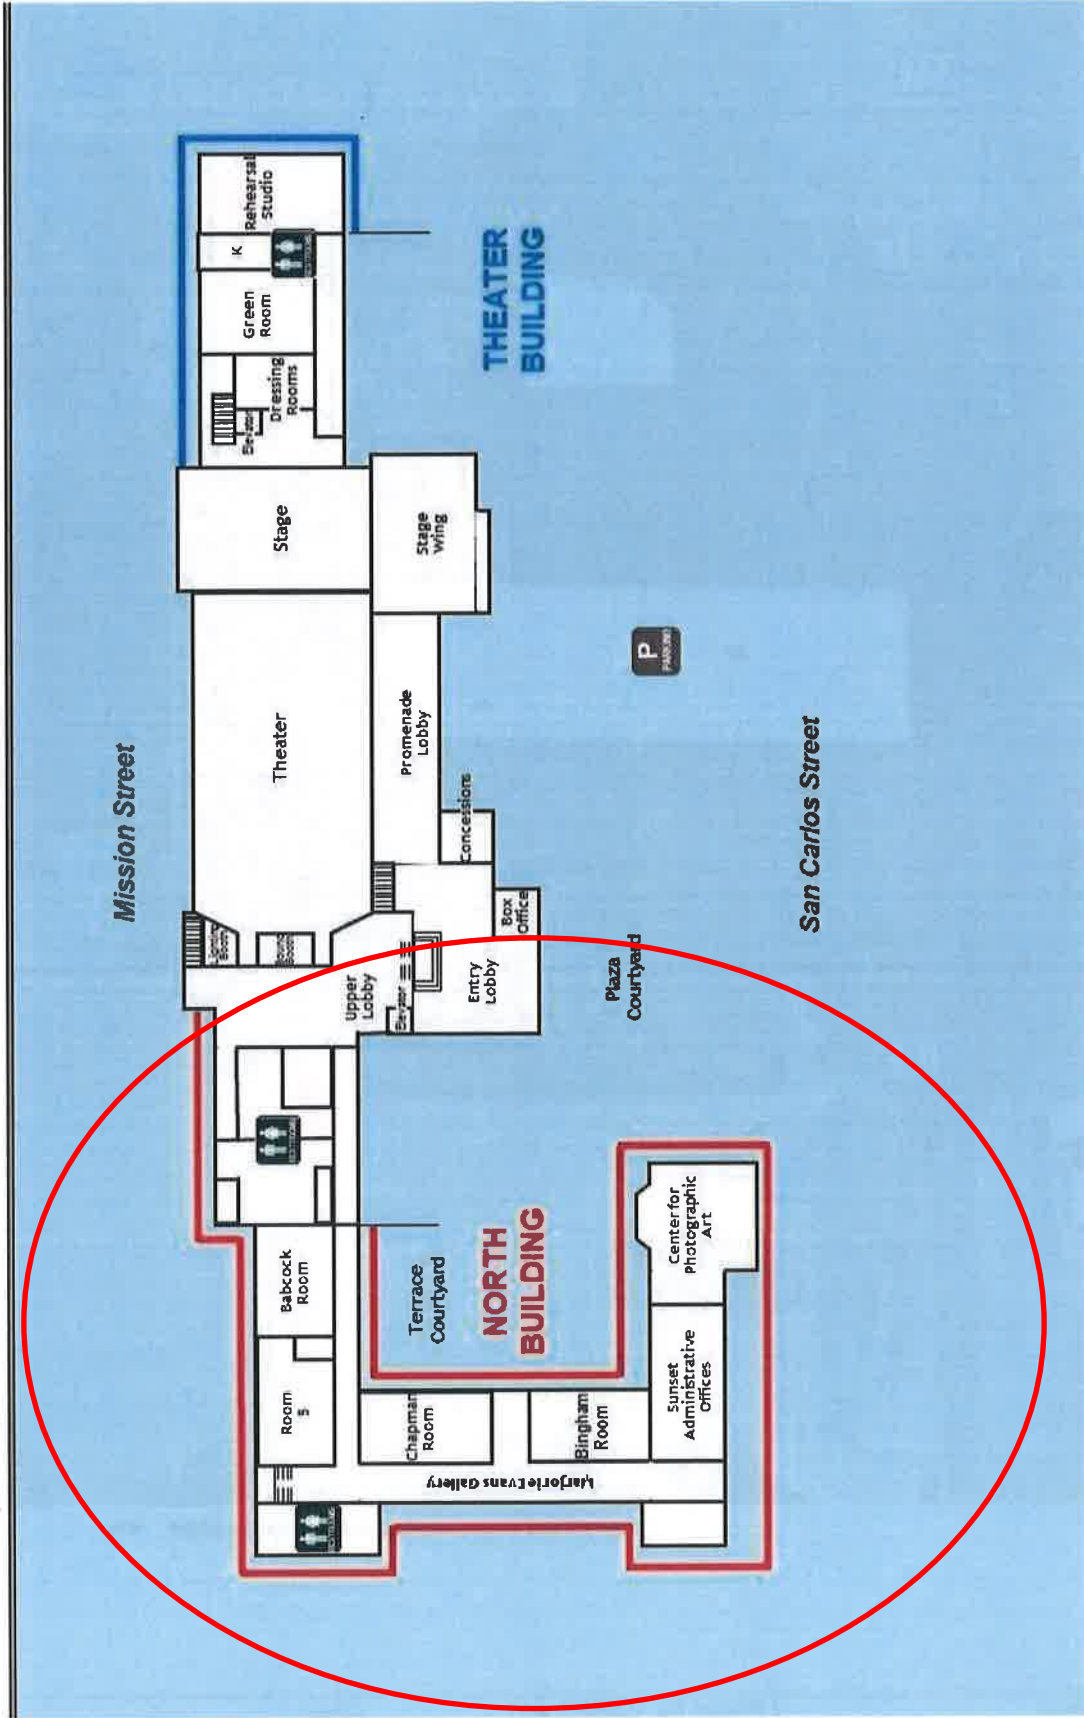 Mission Street
Rehearsal
Studio
K
Green
Room
Dressing
Rooms
Elevator
THEATER
BUILDING
Stage
Stage
Wing
Theater
Promenade
Lobby
Concessions
P
PARKING
San Carlos Street
Box
Office
Booth
Booth
Upper
Lobby
Elevator
Entry
Lobby
Plaza
Courtyard
Babcock
Room
Terrace
Courtyard
NORTH
BUILDING
Center for
Photographic
Art
Room
5
Chapman
Room
Bingham
Room
Sunset
Administrative
Offices
Marjorie Evans Gallery